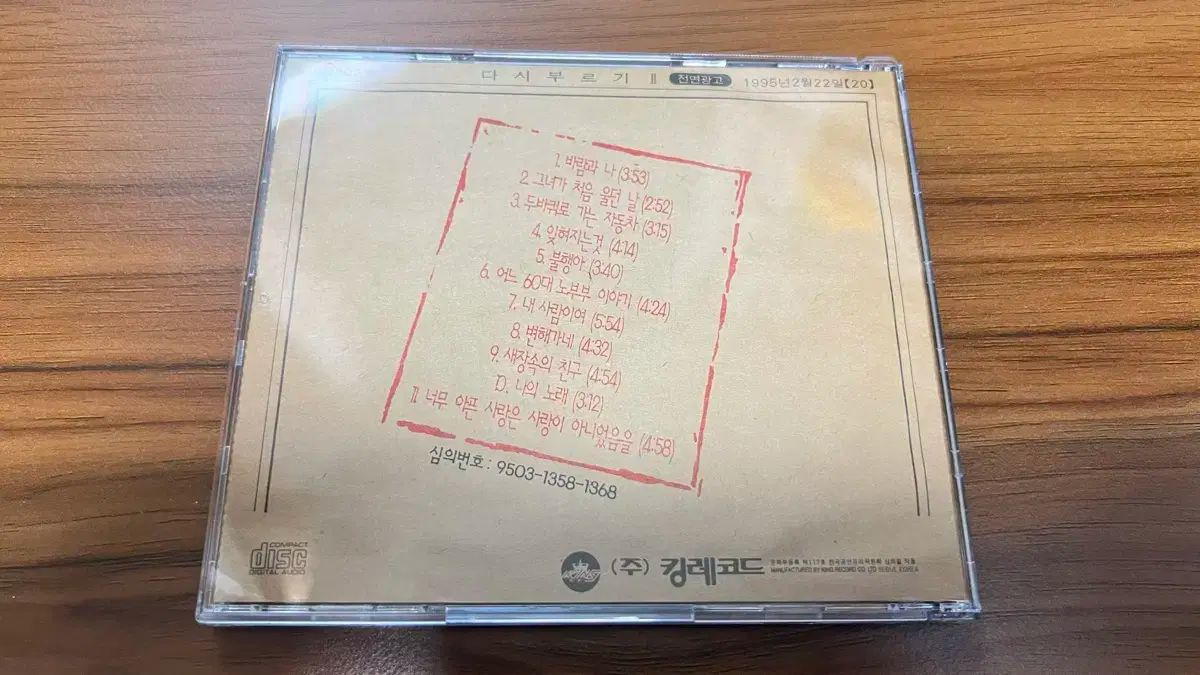 다시부르기 Ⅱ 전면광고 1995년2월22일【20】
1. 바람과 나 (3:53)
2. 그녀가 처음 울던 날 (2:52)
3. 두바퀴로 가는 자동차 (3:15)
4. 잊혀지는것 (4:14)
5. 불행아 (3:40)
6. 어느 60대 노부부 이야기 (4:24)
7. 내 사람이여 (5:54)
8. 변해가네 (4:32)
9. 새장속의 친구 (4:54)
10. 나의 노래 (3:12)
11 너무 아픈 사랑은 사랑이 아니었음을 (4:58)
심의번호 : 9503-1358-1368
COMPACT
disc
DIGITAL AUDIO
(주) 킹레코드
MANUFACTURED BY KING RECORD CO. LTD SEOUL KOREA